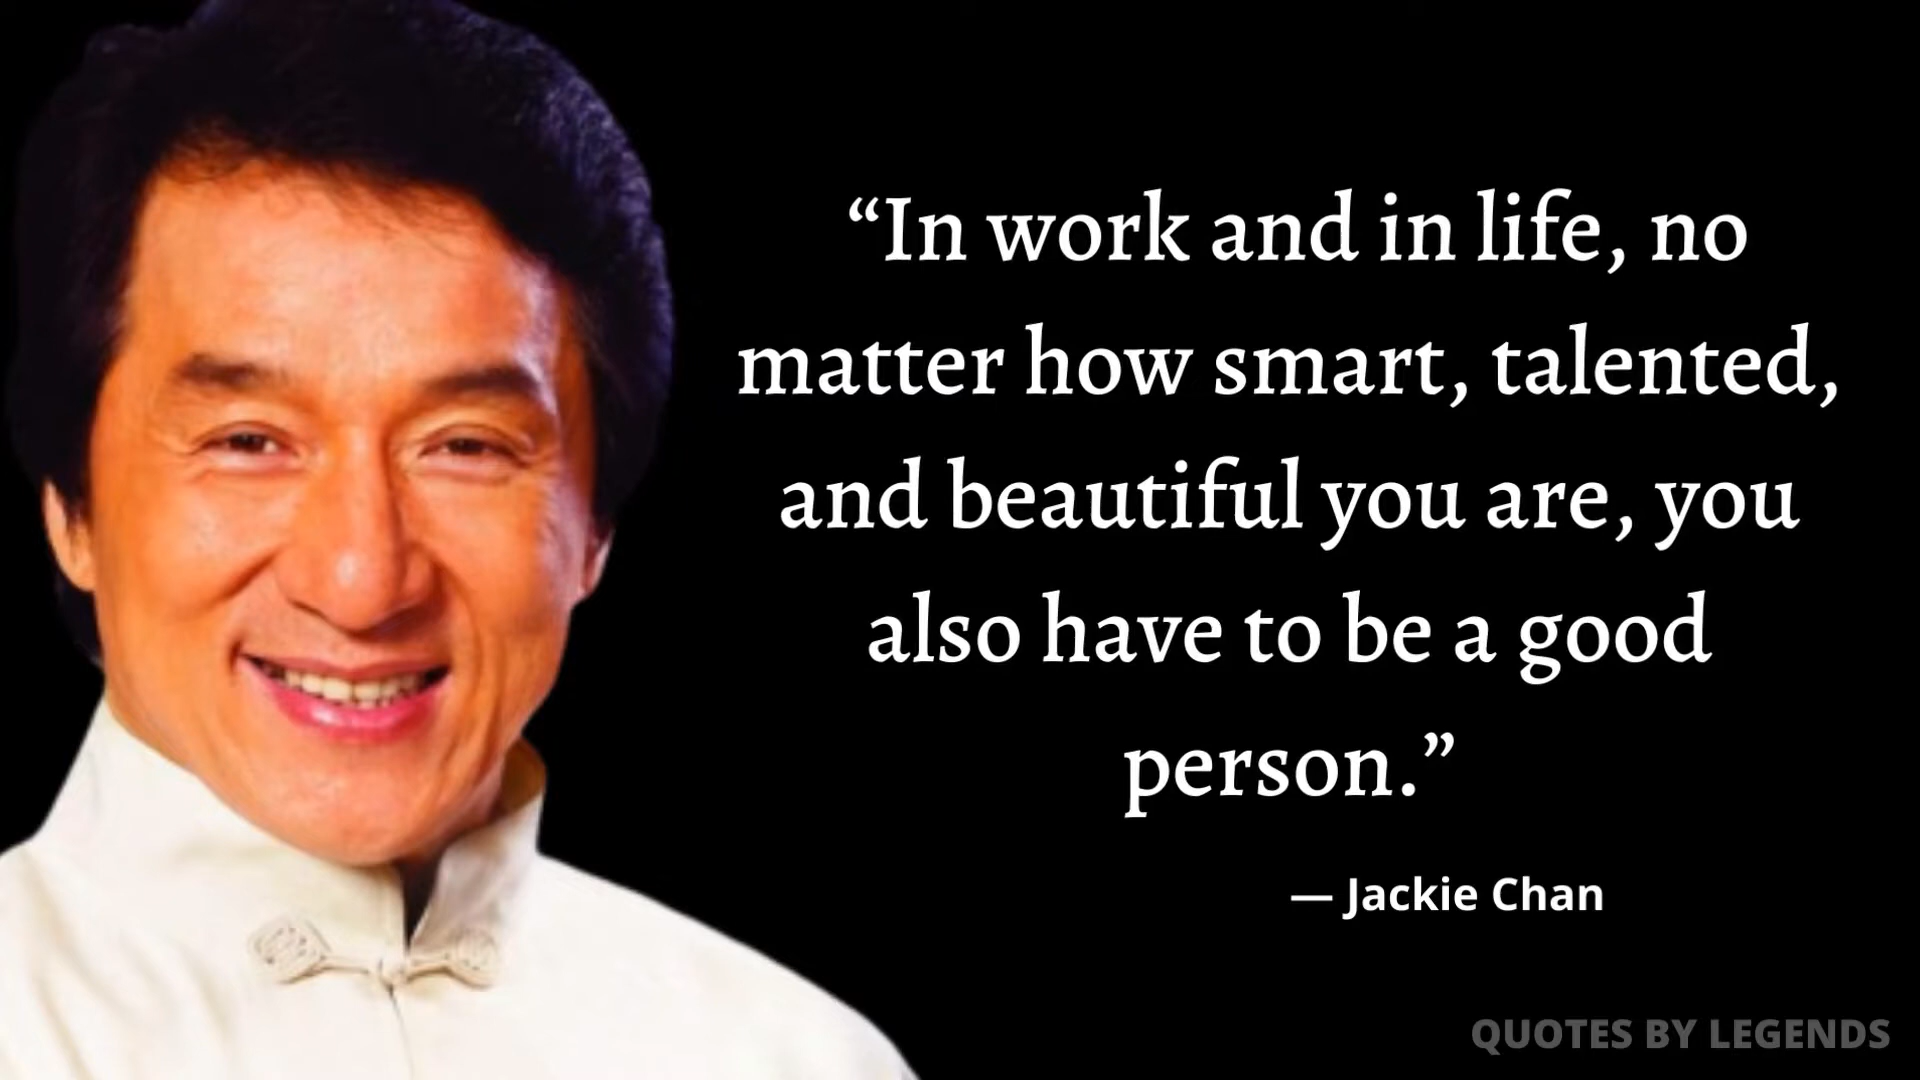 “In work and in life, no
matter how smart, talented,
and beautiful you are, you
also have to be a good
person.”
— Jackie Chan
QUOTES BY LEGENDS